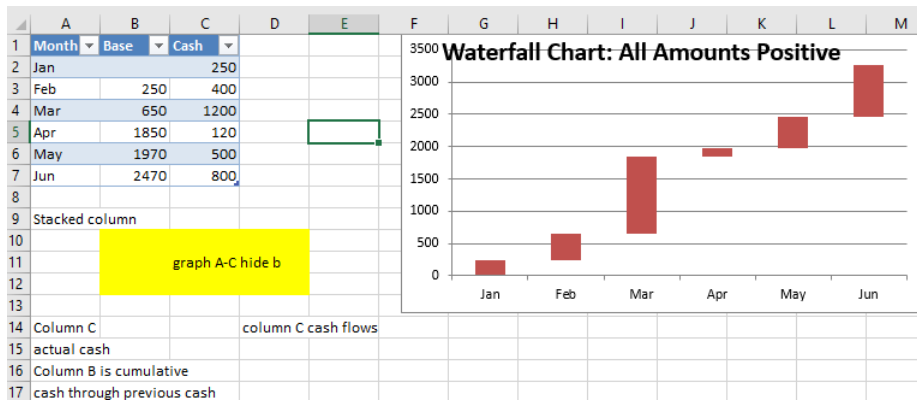 A B C D E F G H I J K L M
1 Month Base Cash
2 Jan 250
3 Feb 250 400
4 Mar 650 1200
5 Apr 1850 120
6 May 1970 500
7 Jun 2470 800
8
9 Stacked column
10
11 graph A-C hide b
12
13
14 Column C column C cash flows
15 actual cash
16 Column B is cumulative
17 cash through previous cash
Waterfall Chart: All Amounts Positive
3500
3000
2500
2000
1500
1000
500
0
Jan Feb Mar Apr May Jun